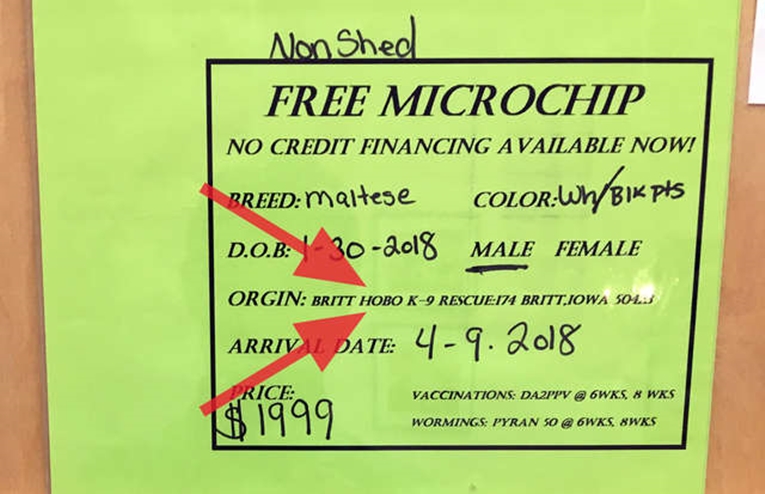 Non Shed
FREE MICROCHIP
NO CREDIT FINANCING AVAILABLE NOW!
BREED: maltese COLOR: Wh/Blk pts
D.O.B: 1-30-2018 MALE FEMALE
ORGIN: BRITT HOBO K-9 RESCUE:174 BRITT,IOWA
ARRIVAL DATE: 4-9.2018
PRICE: VACCINATIONS: DA2PPV @ 6WKS, 8 WKS
$1999 WORMINGS: PYRAN 50 @ 6WKS, 8WKS